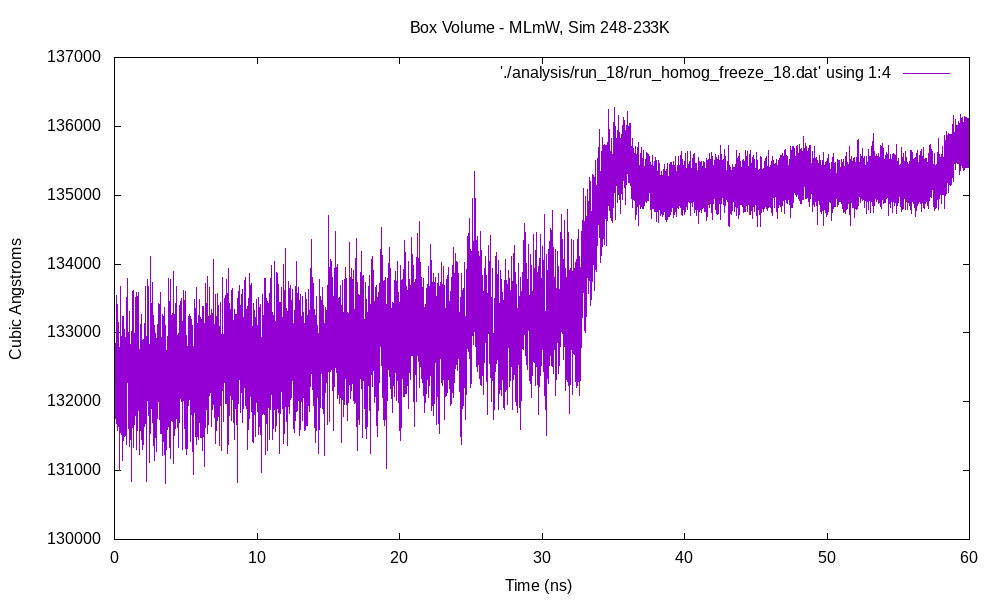 Box Volume - MLmW, Sim 248-233K
'./analysis/run_18/run_homog_freeze_18.dat' using 1:4
137000
136000
135000
134000
133000
132000
131000
130000
Cubic Angstroms
0 10 20 30 40 50 60
Time (ns)